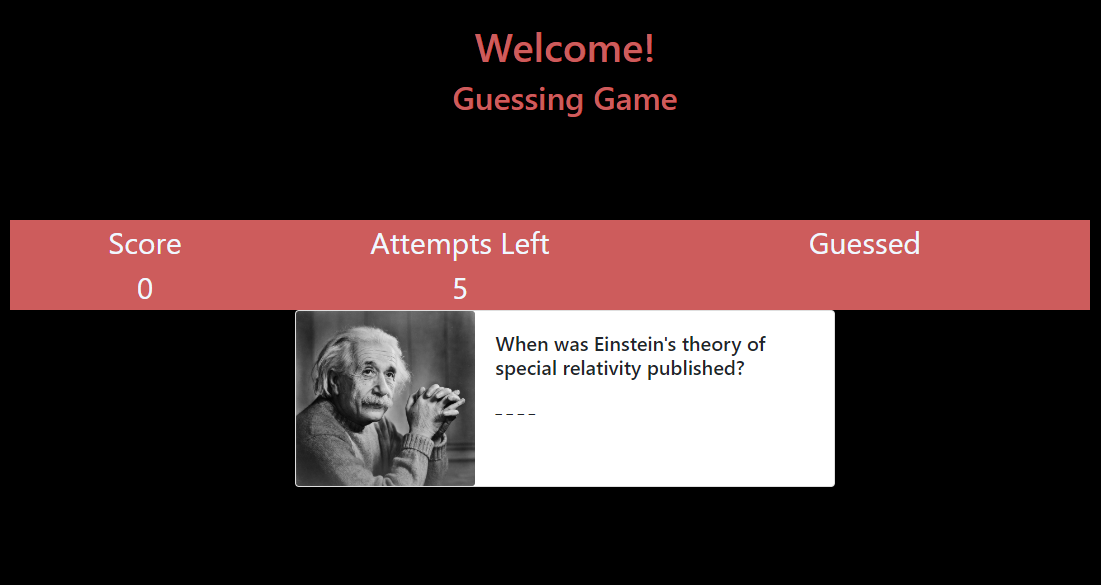 Welcome!
Guessing Game
Score
Attempts Left
Guessed
0
5
When was Einstein's theory of
special relativity published?
_ _ _ _